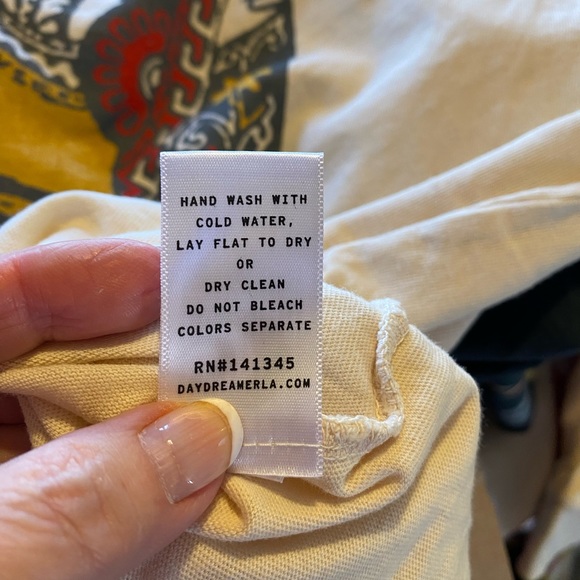 HAND WASH WITH
COLD WATER,
LAY FLAT TO DRY
OR
DRY CLEAN
DO NOT BLEACH
COLORS SEPARATE
RN#141345
DAYDREAMERLA.COM